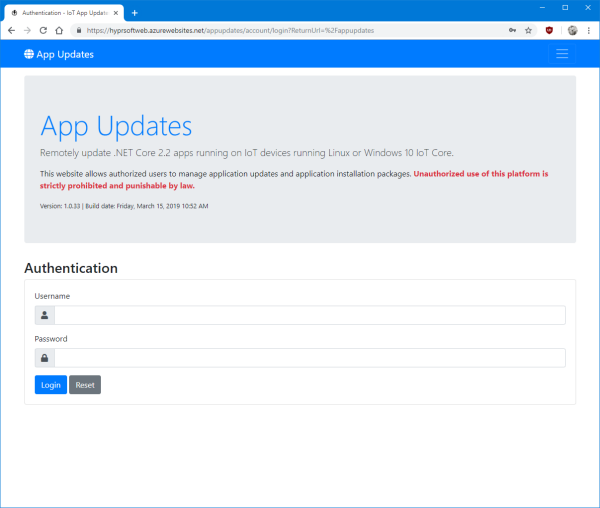 Authentication - IoT App Update
https://hyprsoftweb.azurewebsites.net/appupdates/account/login?ReturnUrl=%2Fappupdates
App Updates
App Updates
Remotely update .NET Core 2.2 apps running on IoT devices running Linux or Windows 10 IoT Core.
This website allows authorized users to manage application updates and application installation packages. Unauthorized use of this platform is
strictly prohibited and punishable by law.
Version: 1.0.33 | Build date: Friday, March 15, 2019 10:52 AM
Authentication
Username
Password
Login Reset